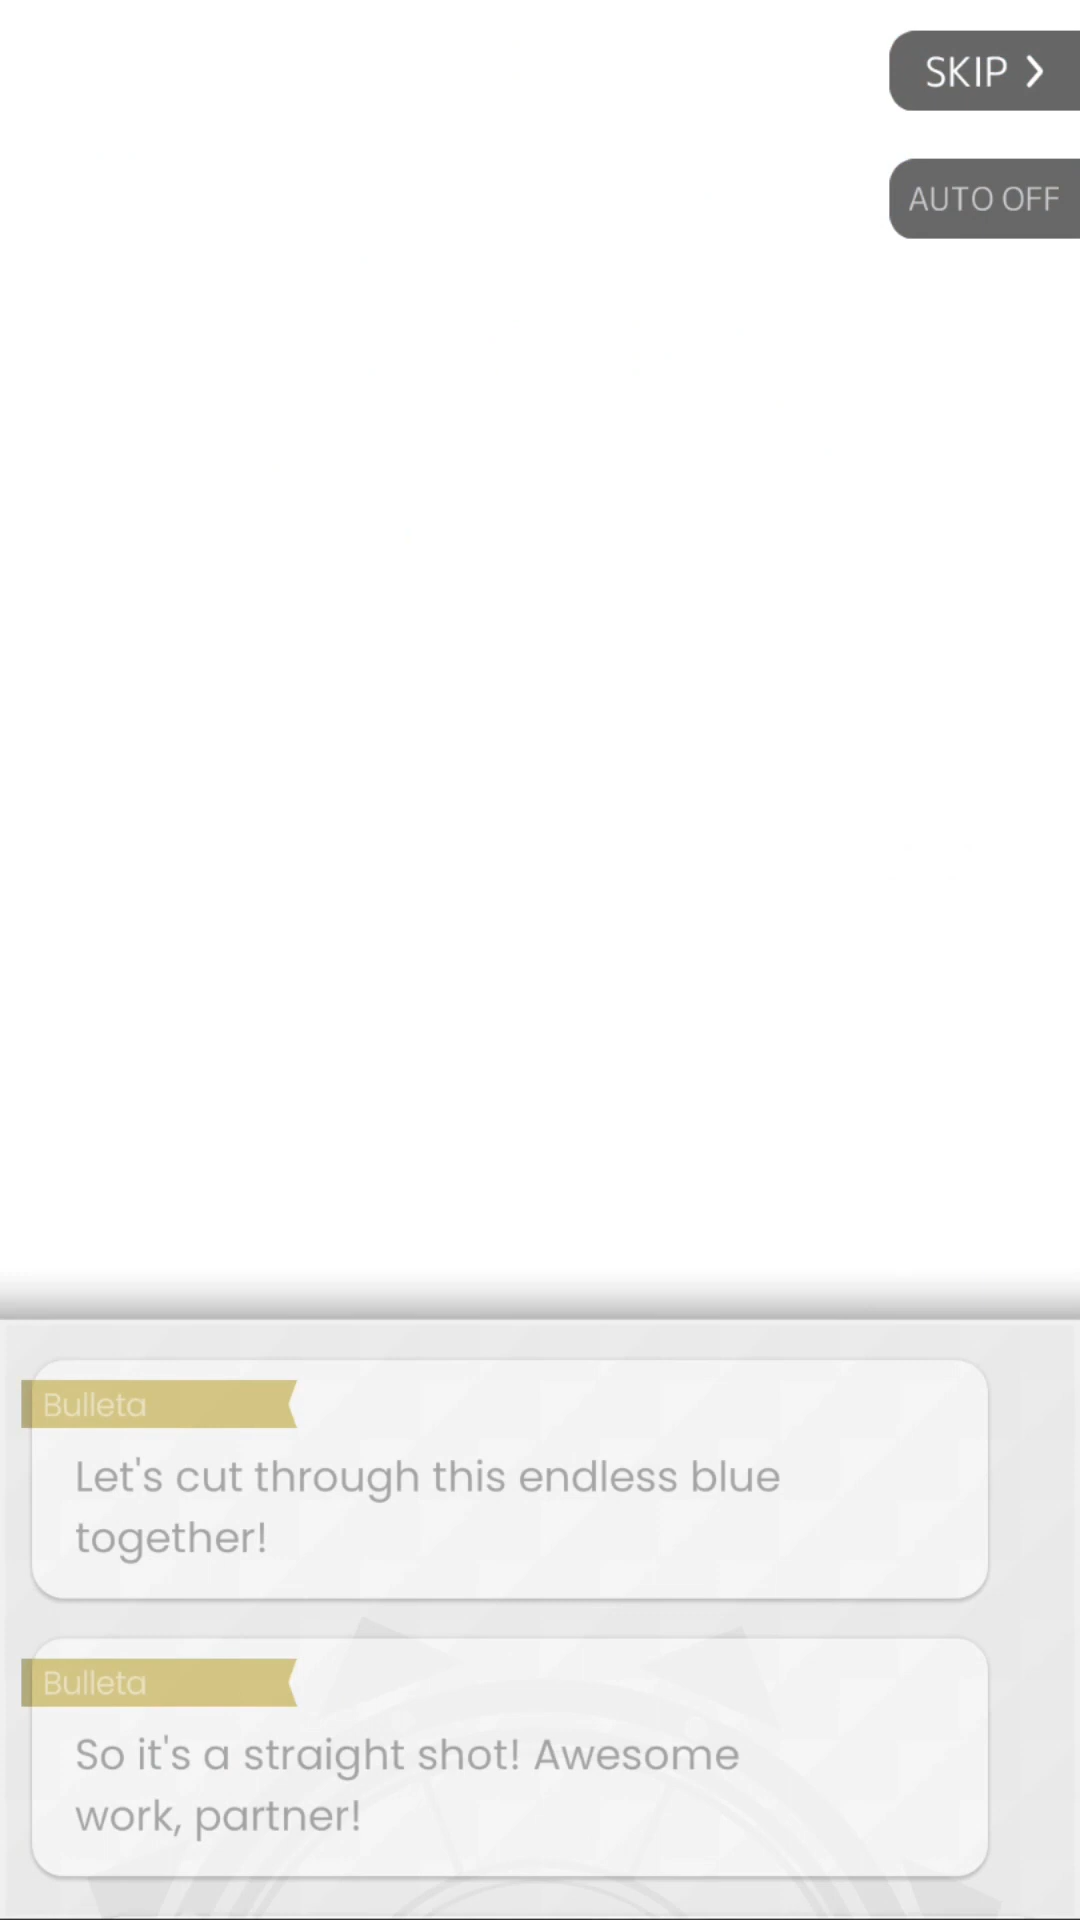 SKIP
AUTO OFF
Bulleta
Let's cut through this endless blue
together!
Bulleta
So it's a straight shot! Awesome
work, partner!